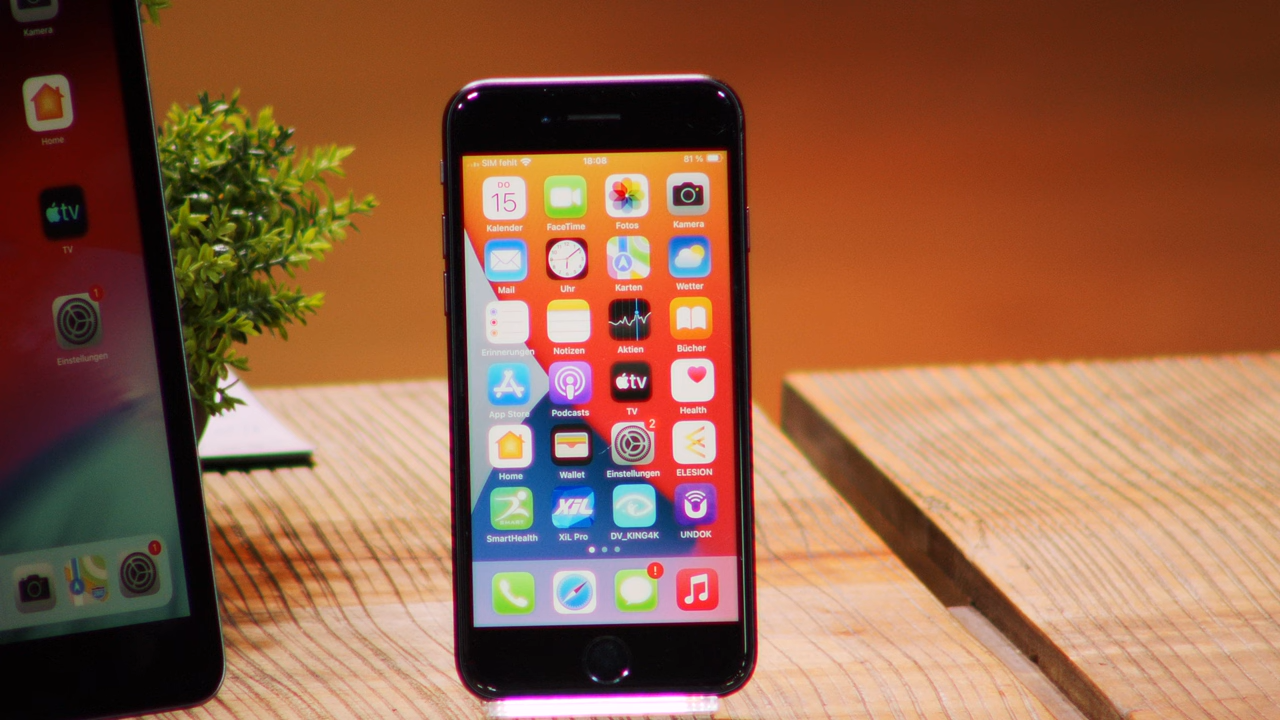 Kamera
Home
tv
TV
1
Einstellungen
1
SIM fehlt 18:08 81 %
DO
15
Kalender FaceTime Fotos Kamera
Mail Uhr Karten Wetter
Erinnerungen Notizen Aktien Bücher
tv
App Store Podcasts TV Health
2
Home Wallet Einstellungen ELESION
SMART XiL
SmartHealth XiL Pro DV_KING4K UNDOK
!